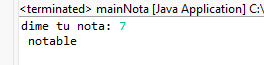 <terminated> mainNota [Java Application] C:\
dime tu nota: 7
notable